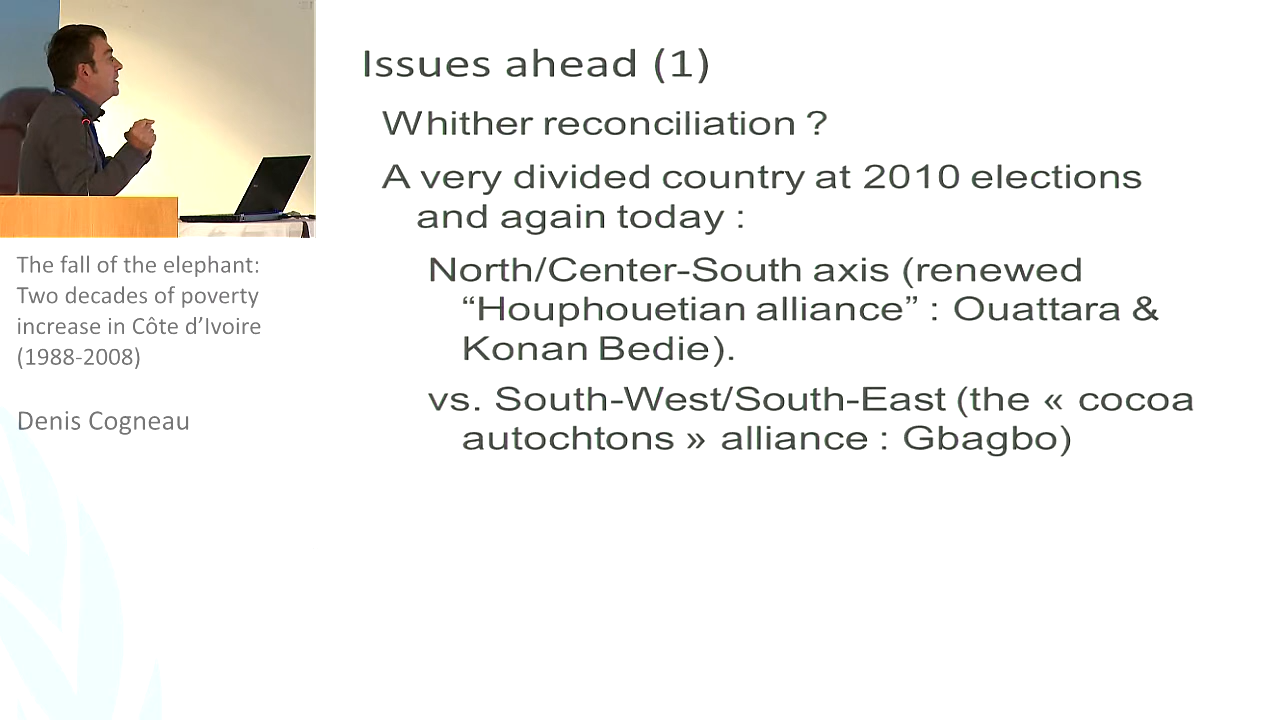 Issues ahead (1)
Whither reconciliation ?
A very divided country at 2010 elections
and again today :
North/Center-South axis (renewed
“Houphouetian alliance” : Ouattara &
Konan Bedie).
vs. South-West/South-East (the « cocoa
autochtons » alliance : Gbagbo)
The fall of the elephant:
Two decades of poverty
increase in Côte d’Ivoire
(1988-2008)
Denis Cogneau